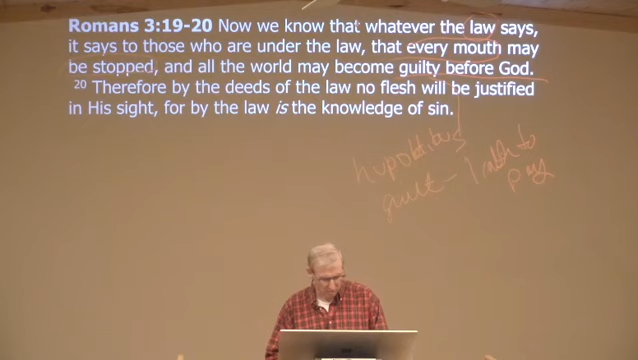 Romans 3:19-20 Now we know that whatever the law says,
it says to those who are under the law, that every mouth may
be stopped, and all the world may become guilty before God.
20 Therefore by the deeds of the law no flesh will be justified
in His sight, for by the law is the knowledge of sin.
guilt - 
pay